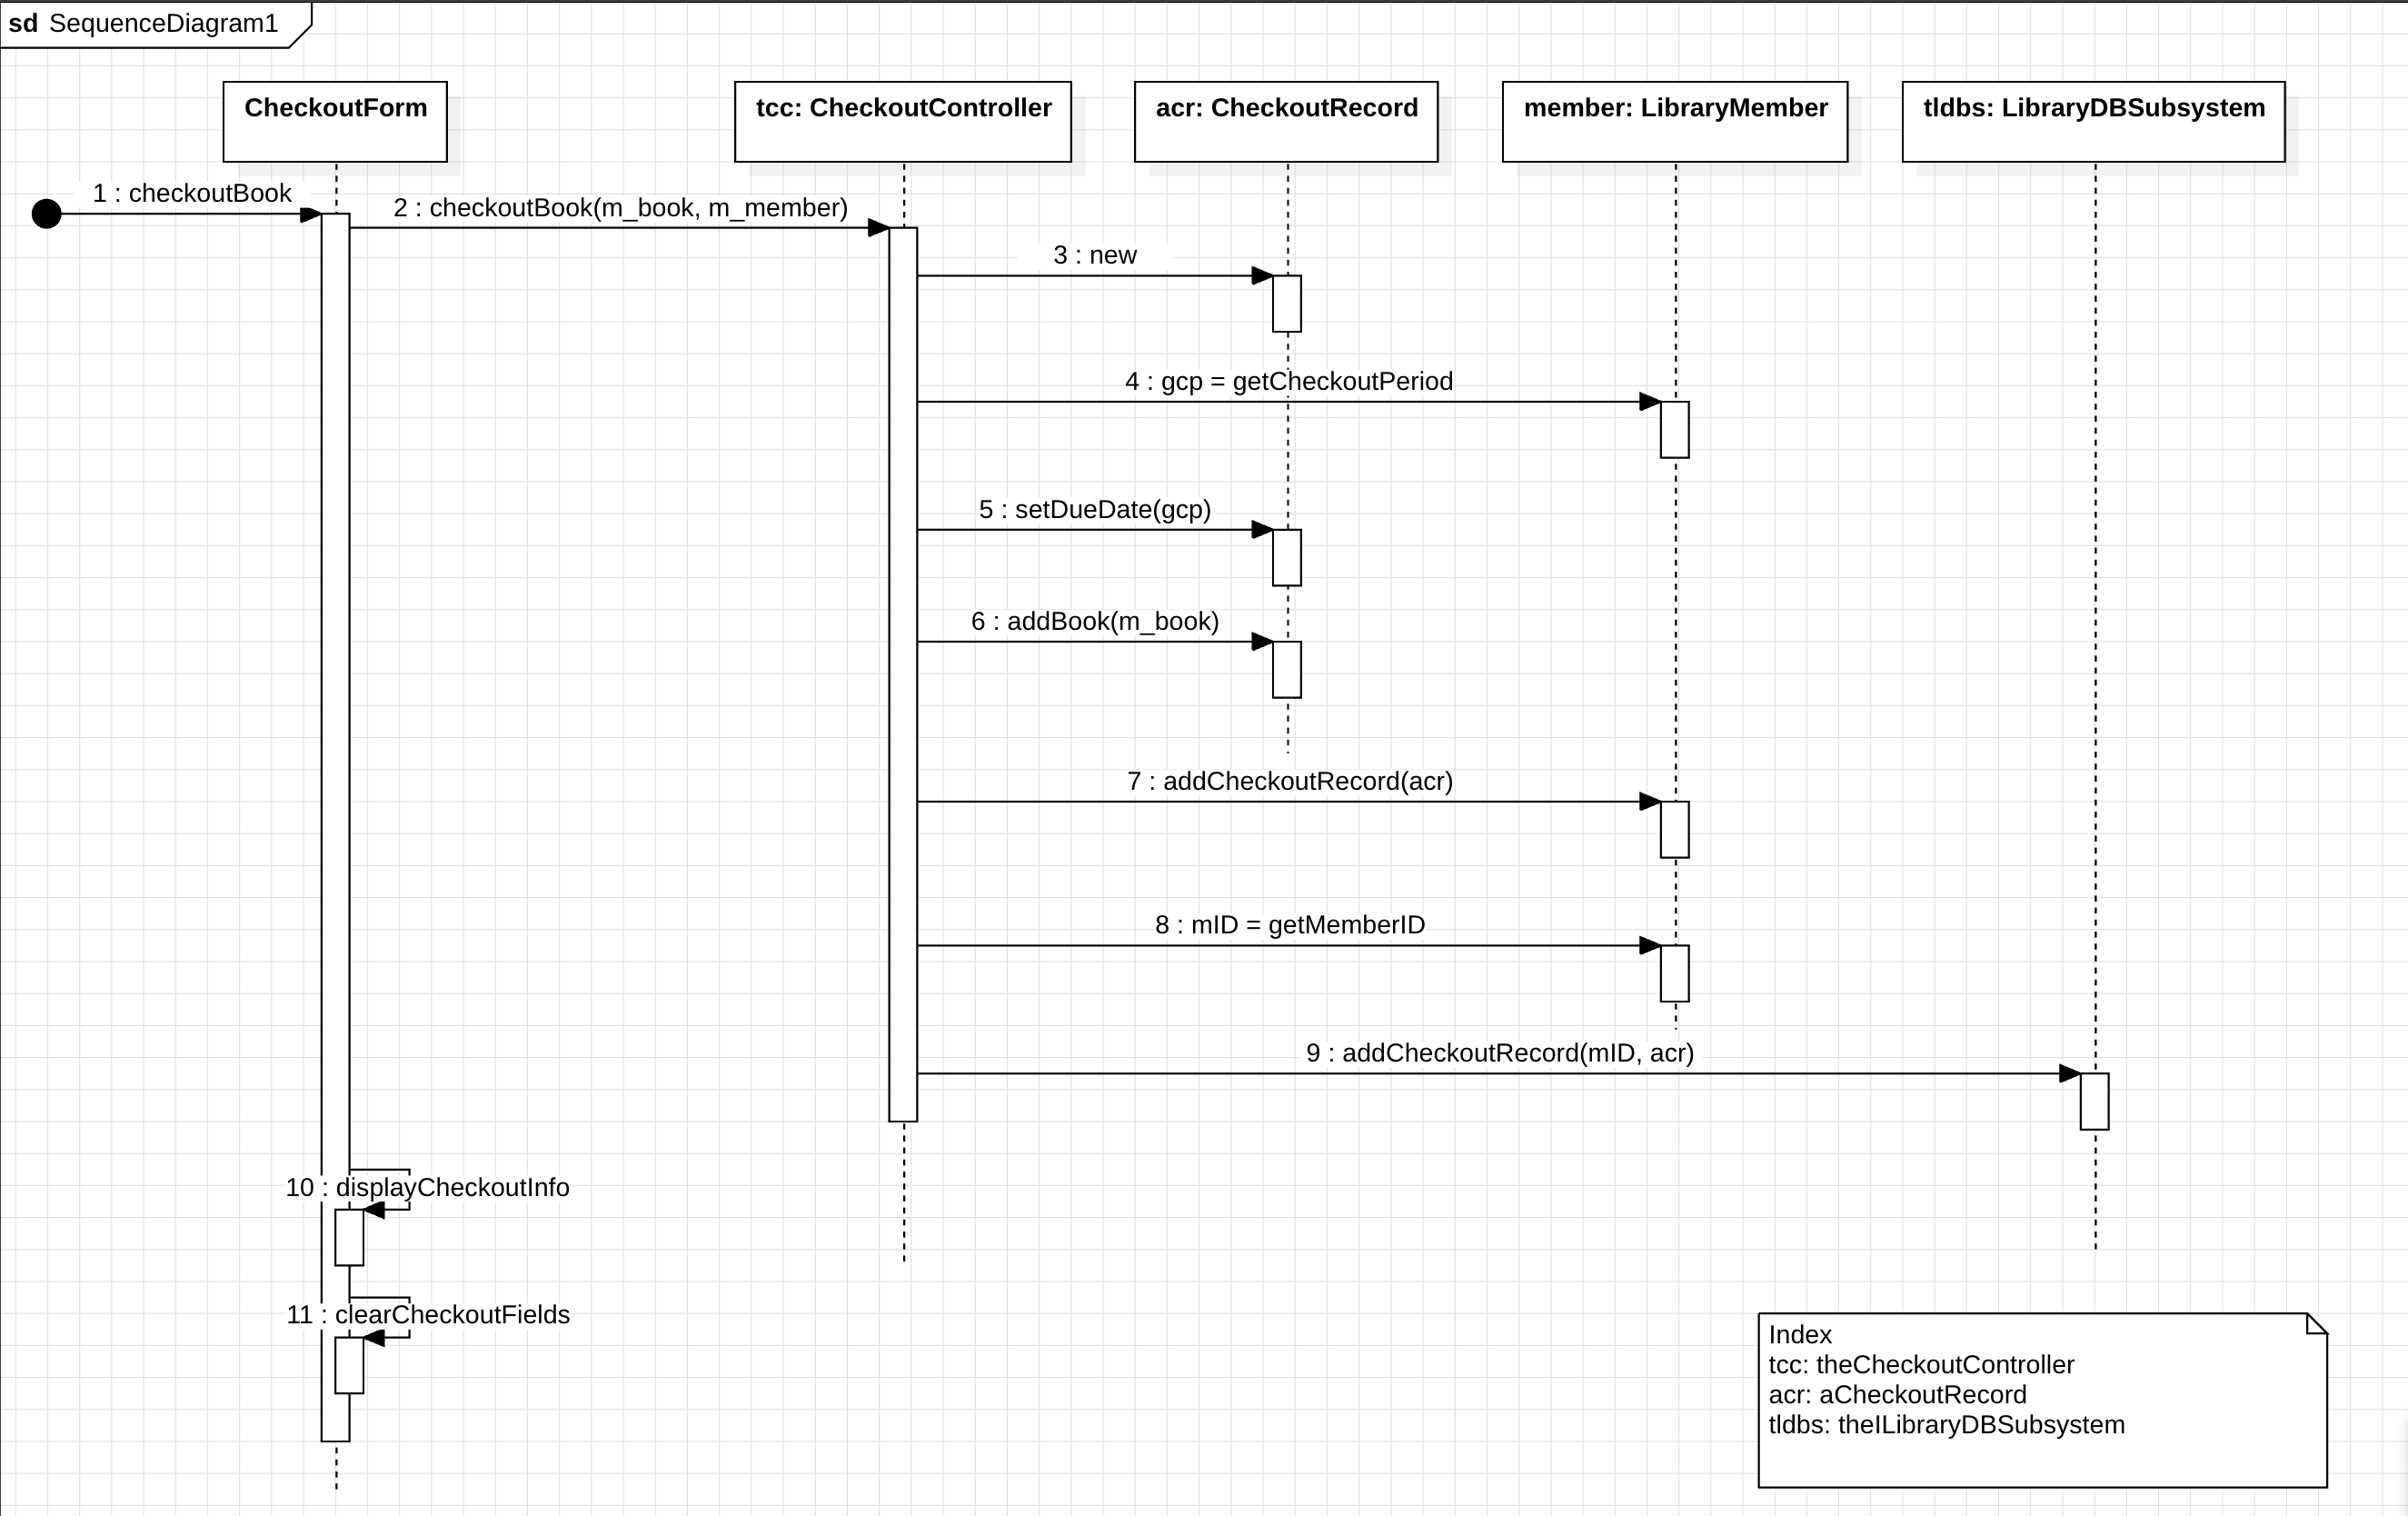 sd SequenceDiagram1
CheckoutForm
tcc: CheckoutController
acr: CheckoutRecord
member: LibraryMember
tldbs: LibraryDBSubsystem
1 : checkoutBook
2 : checkoutBook(m_book, m_member)
3 : new
4 : gcp = getCheckoutPeriod
5 : setDueDate(gcp)
6 : addBook(m_book)
7 : addCheckoutRecord(acr)
8 : mID = getMemberID
9 : addCheckoutRecord(mID, acr)
10 : displayCheckoutInfo
11 : clearCheckoutFields
Index
tcc: theCheckoutController
acr: aCheckoutRecord
tldbs: theILibraryDBSubsystem